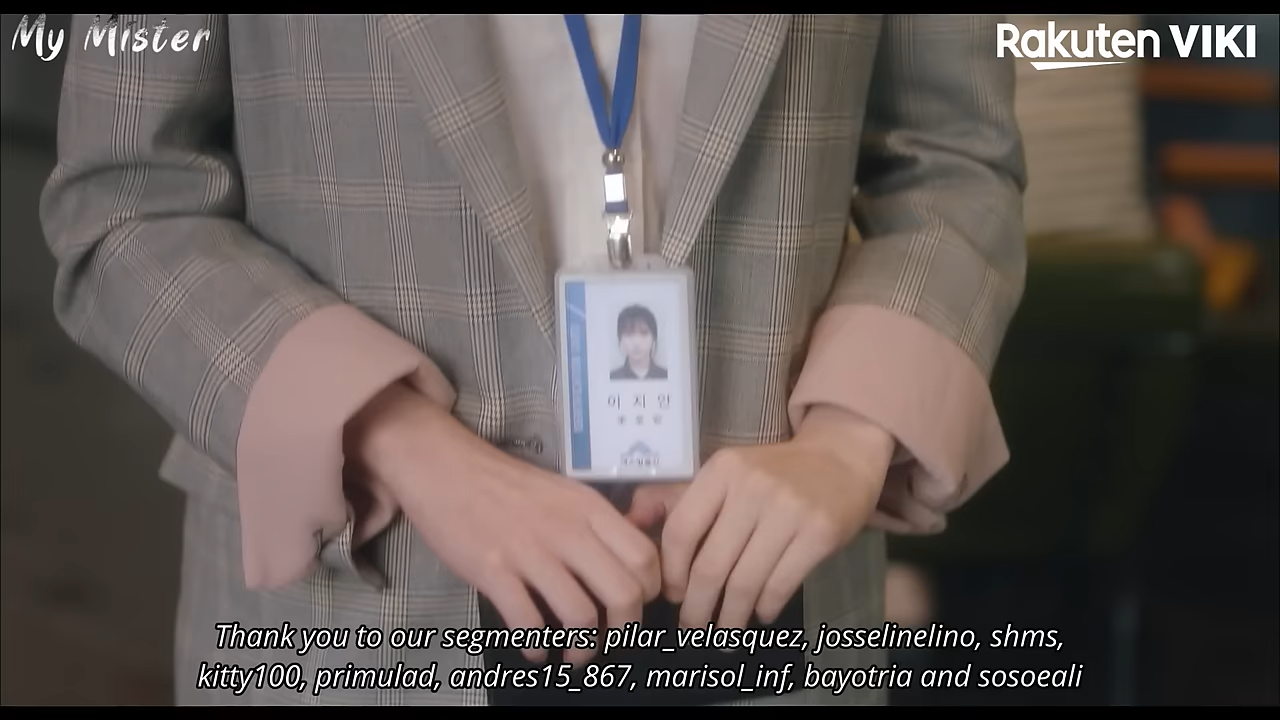 My Mister
Rakuten VIKI
이 지 안
Thank you to our segmenters: pilar_velasquez, josselinelino, shms,
kitty100, primulad, andres15_867, marisol_inf, bayotria and sosoeali